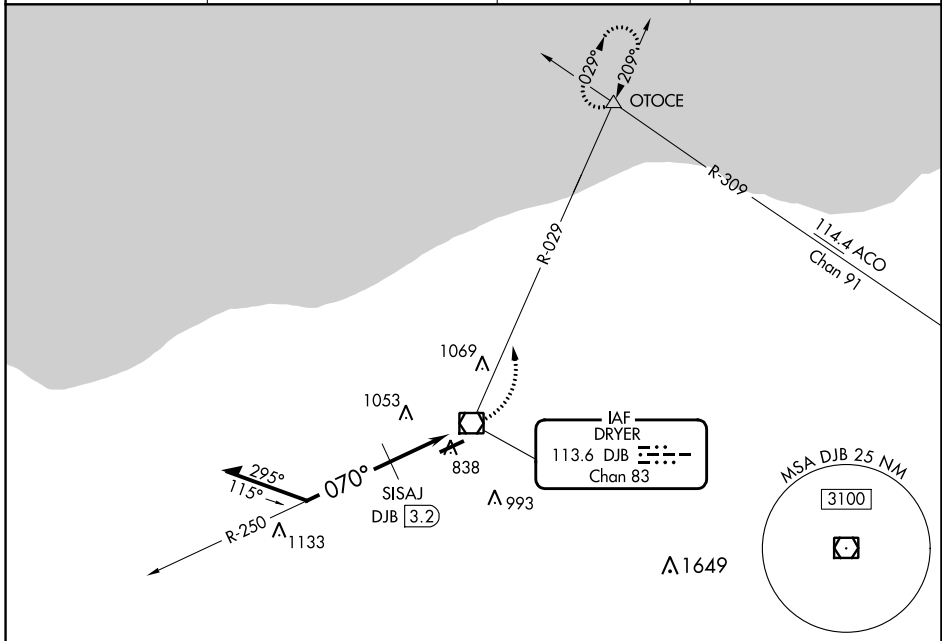 029°
209°
OTOCE
R-309
114.4 ACO
Chan 91
R-029
1069
1053
IAF
DRYER
113.6 DJB
Chan 83
838
MSA DJB 25 NM
3100
295°
115°
070°
SISAJ
DJB 3.2
993
R-250
1133
1649